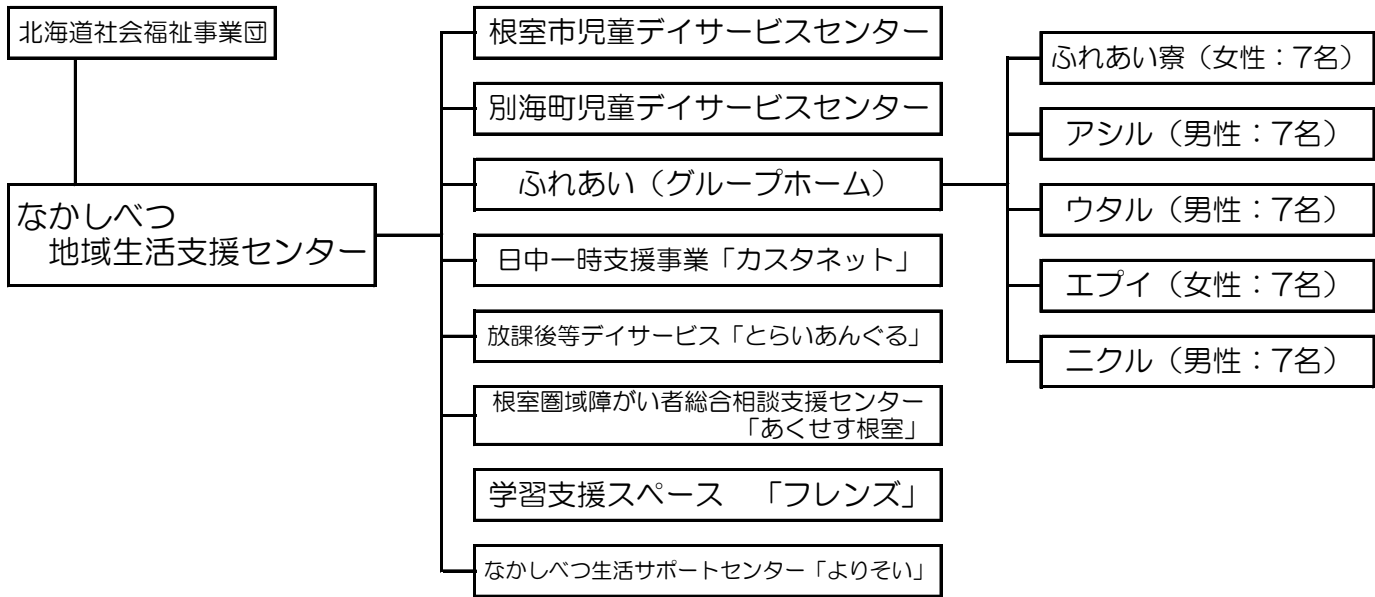 北海道社会福祉事業団
なかしべつ
地域生活支援センター
根室市児童デイサービスセンター
別海町児童デイサービスセンター
ふれあい（グループホーム）
日中一時支援事業「カスタネット」
放課後等デイサービス「とらいあんぐる」
根室圏域障がい者総合相談支援センター
「あくせす根室」
学習支援スペース　「フレンズ」
なかしべつ生活サポートセンター「よりそい」
ふれあい寮（女性：7名）
アシル（男性：7名）
ウタル（男性：7名）
エプイ（女性：7名）
ニクル（男性：7名）